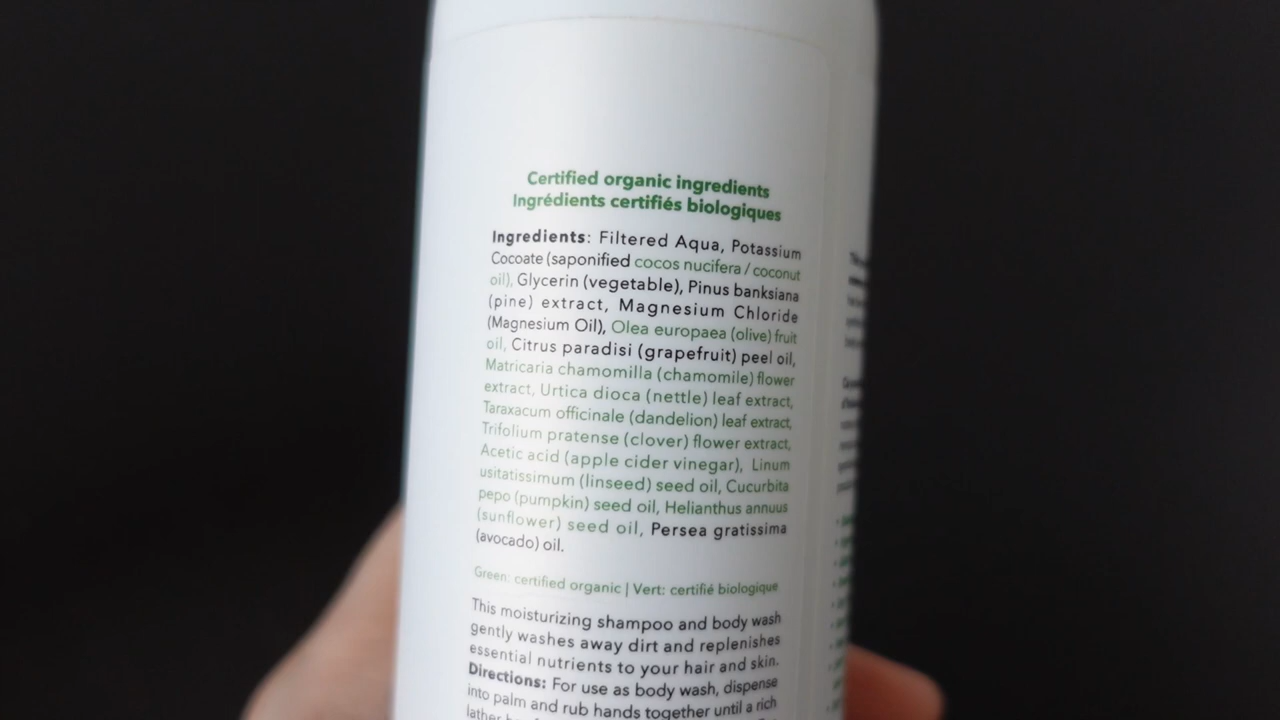 Certified organic ingredients
Ingrédients certifiés biologiques
Ingredients: Filtered Aqua, Potassium
Cocoate (saponified cocos nucifera / coconut
oil), Glycerin (vegetable), Pinus banksiana
(pine) extract, Magnesium Chloride
(Magnesium Oil), Olea europaea (olive) fruit
oil, Citrus paradisi (grapefruit) peel oil,
Matricaria chamomilla (chamomile) flower
extract, Urtica dioca (nettle) leaf extract,
Taraxacum officinale (dandelion) leaf extract,
Trifolium pratense (clover) flower extract,
Acetic acid (apple cider vinegar), Linum
usitatissimum (linseed) seed oil, Cucurbita
pepo (pumpkin) seed oil, Helianthus annuus
(sunflower) seed oil, Persea gratissima
(avocado) oil.
Green: certified organic | Vert: certifié biologique
This moisturizing shampoo and body wash
gently washes away dirt and replenishes
essential nutrients to your hair and skin.
Directions: For use as body wash, dispense
into palm and rub hands together until a rich
lather